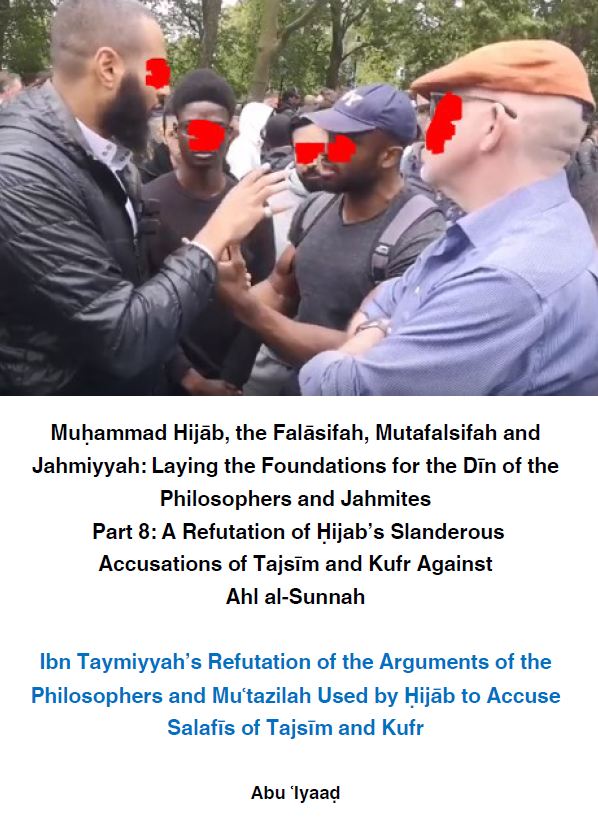 Muḥammad Hijāb, the Falāsifah, Mutafalsifah and
Jahmiyyah: Laying the Foundations for the Dīn of the
Philosophers and Jahmites
Part 8: A Refutation of Ḥijab’s Slanderous
Accusations of Tajsīm and Kufr Against
Ahl al-Sunnah
Ibn Taymiyyah’s Refutation of the Arguments of the
Philosophers and Muʿtazilah Used by Ḥijāb to Accuse
Salafīs of Tajsīm and Kufr
Abu ʿIyaaḍ